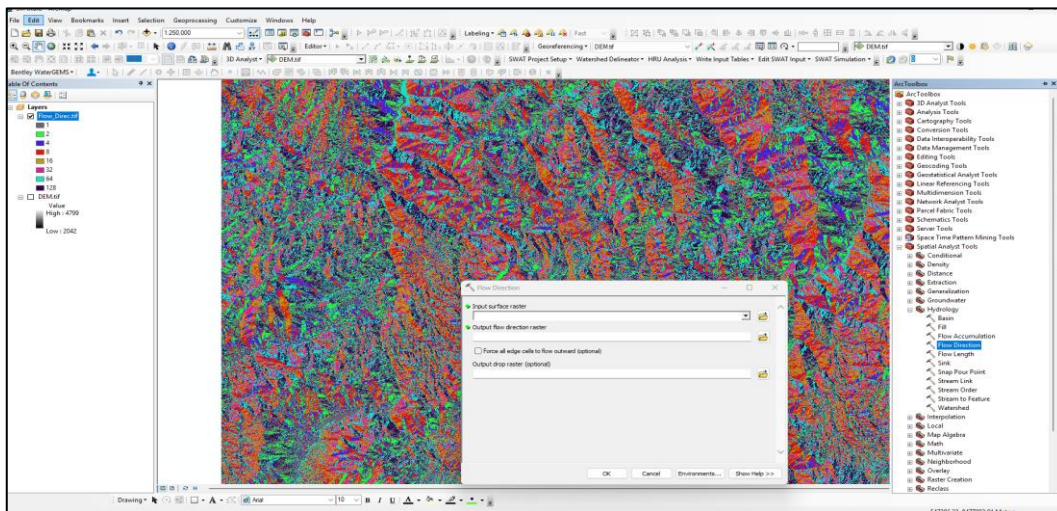 File Edit View Bookmarks Insert Selection Geoprocessing Customize Windows Help
1:250,000
Labeling
Fast
Editor
Georeferencing DEM.tif
DEM.tif
3D Analyst DEM.tif
SWAT Project Setup Watershed Delineator HRU Analysis Write Input Tables Edit SWAT Input SWAT Simulation
Bentley WaterGEMS
Table Of Contents
Layers
Flow_Direc.tif
1
2
4
8
16
32
64
128
DEM.tif
Value
High : 4799
Low : 2042
Flow Direction
Input surface raster
Output flow direction raster
Force all edge cells to flow outward (optional)
Output drop raster (optional)
OK Cancel Environments... Show Help >>
ArcToolbox
ArcToolbox
3D Analyst Tools
Analysis Tools
Cartography Tools
Conversion Tools
Data Interoperability Tools
Data Management Tools
Editing Tools
Geocoding Tools
Geostatistical Analyst Tools
Linear Referencing Tools
Multidimension Tools
Network Analyst Tools
Parcel Fabric Tools
Schematics Tools
Server Tools
Space Time Pattern Mining Tools
Spatial Analyst Tools
Conditional
Density
Distance
Extraction
Generalization
Groundwater
Hydrology
Basin
Fill
Flow Accumulation
Flow Direction
Flow Length
Sink
Snap Pour Point
Stream Link
Stream Order
Stream to Feature
Watershed
Interpolation
Local
Map Algebra
Math
Multivariate
Neighborhood
Overlay
Raster Creation
Reclass
Drawing A Arial 10 B I U A